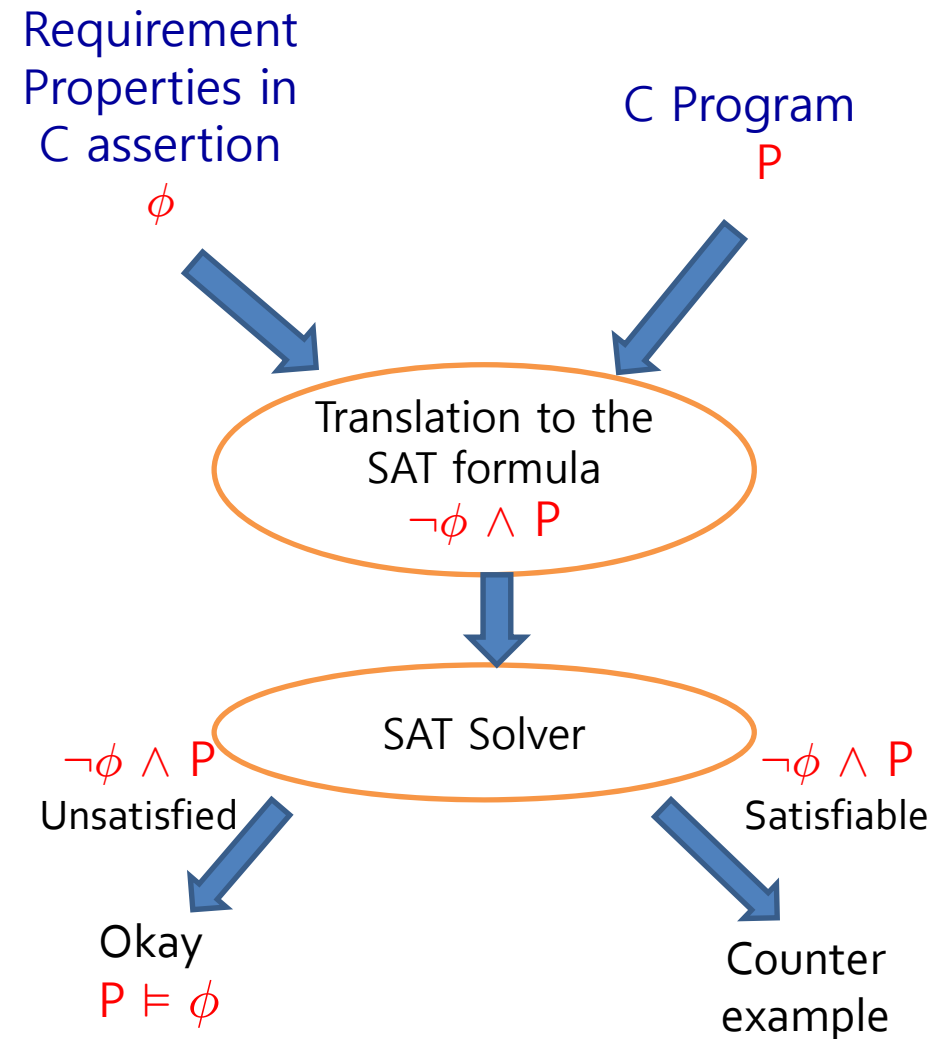 Requirement
Properties in
C assertion
ϕ
C Program
P
Translation to the
SAT formula
¬ϕ ∧ P
SAT Solver
¬ϕ ∧ P
Unsatisfied
¬ϕ ∧ P
Satisfiable
Okay
P ⊨ ϕ
Counter
example